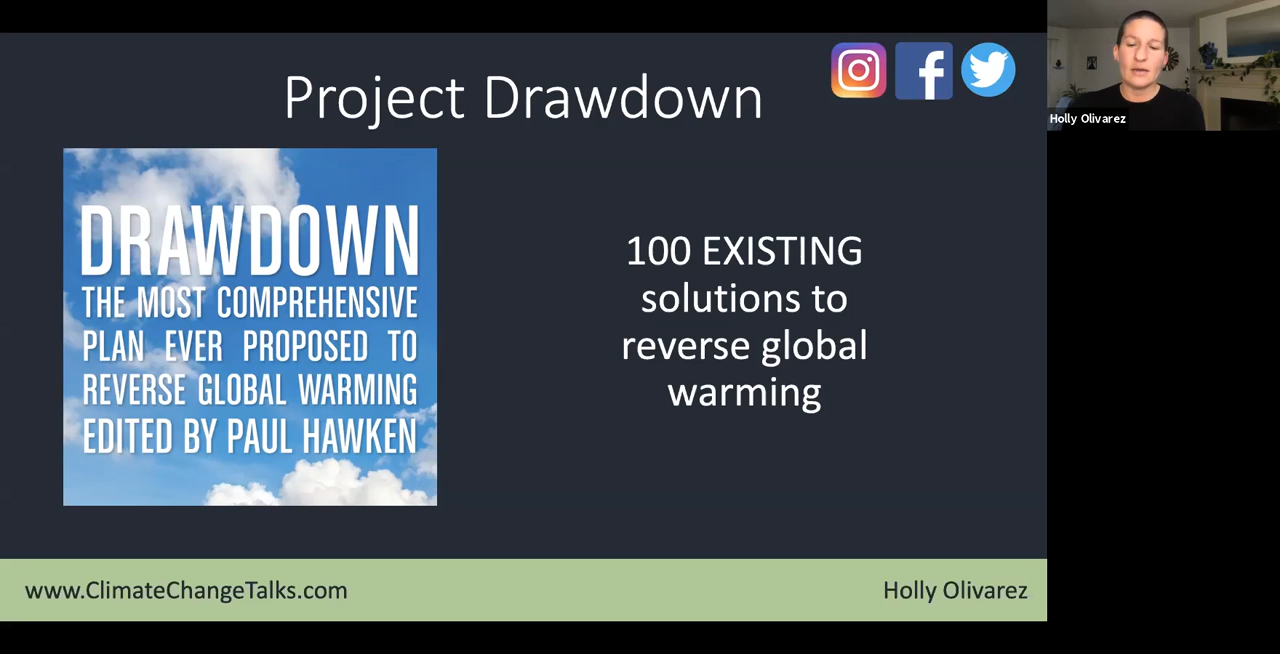 Project Drawdown
DRAWDOWN
THE MOST COMPREHENSIVE
PLAN EVER PROPOSED TO
REVERSE GLOBAL WARMING
EDITED BY PAUL HAWKEN
100 EXISTING
solutions to
reverse global
warming
www.ClimateChangeTalks.com
Holly Olivarez
Holly Olivarez